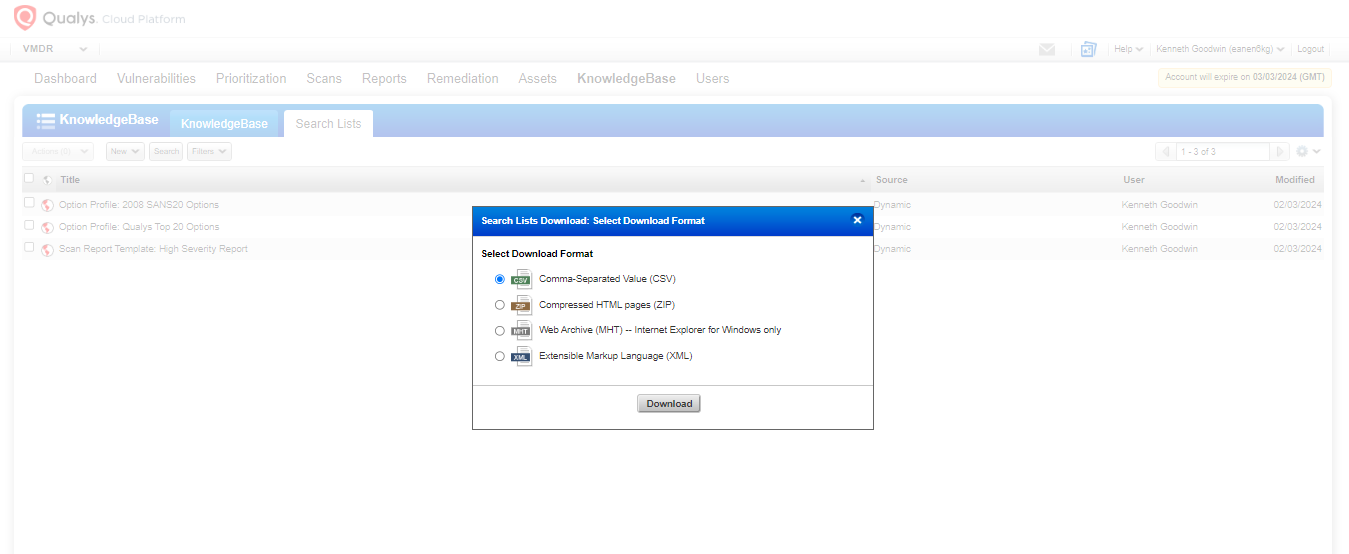 Qualys. Cloud Platform
VMDR
Help
Kenneth Goodwin (eanen6kg)
Logout
Dashboard Vulnerabilities Prioritization Scans Reports Remediation Assets KnowledgeBase Users
Account will expire on 03/03/2024 (GMT)
KnowledgeBase KnowledgeBase Search Lists
Actions (0) New Search Filters 1 - 3 of 3
Title Source User Modified
Option Profile: 2008 SANS20 Options Dynamic Kenneth Goodwin 02/03/2024
Option Profile: Qualys Top 20 Options Dynamic Kenneth Goodwin 02/03/2024
Scan Report Template: High Severity Report Dynamic Kenneth Goodwin 02/03/2024
Search Lists Download: Select Download Format
Select Download Format
CSV Comma-Separated Value (CSV)
ZIP Compressed HTML pages (ZIP)
MHT Web Archive (MHT) -- Internet Explorer for Windows only
XML Extensible Markup Language (XML)
Download